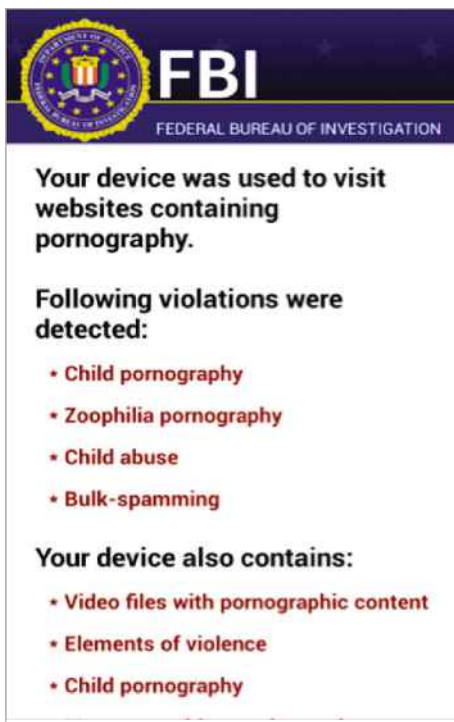 FBI
FEDERAL BUREAU OF INVESTIGATION
Your device was used to visit
websites containing
pornography.
Following violations were
detected:
* Child pornography
* Zoophilia pornography
* Child abuse
* Bulk-spamming
Your device also contains:
* Video files with pornographic content
* Elements of violence
* Child pornography